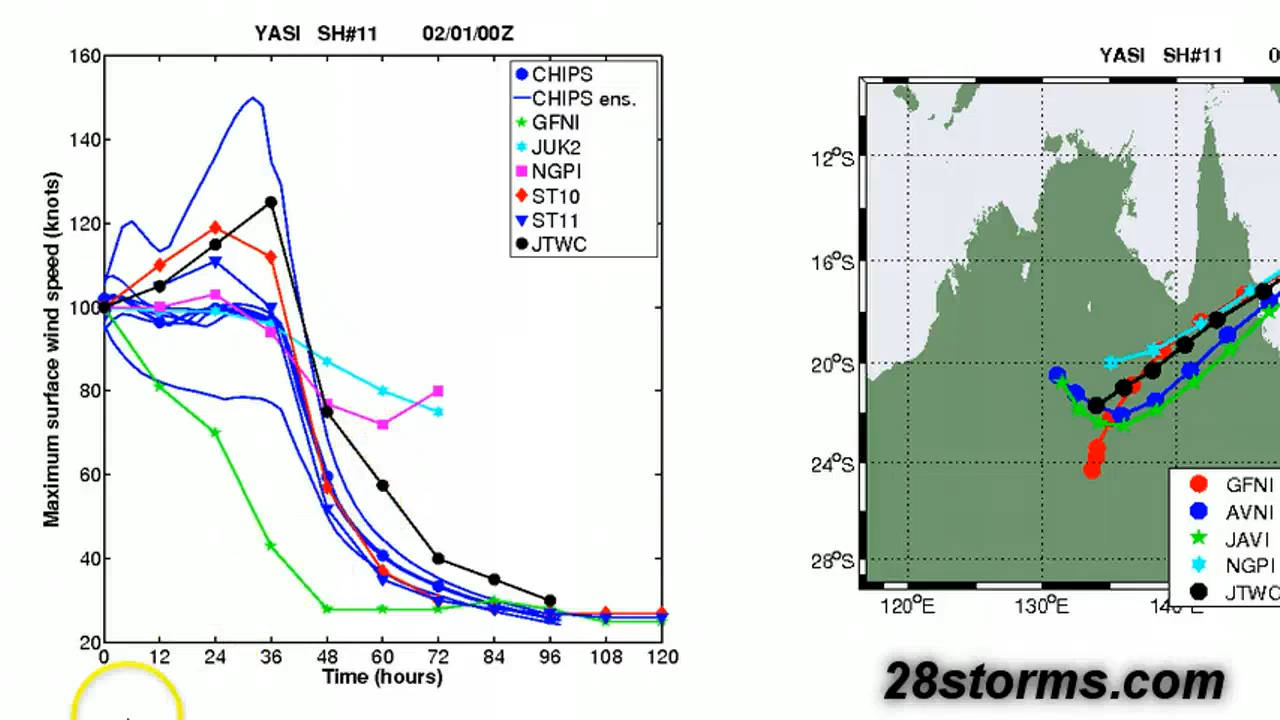 YASI SH#11 02/01/00Z
160
140
120
100
80
60
40
20
Maximum surface wind speed (knots)
CHIPS
CHIPS ens.
GFNI
JUK2
NGPI
ST10
ST11
JTWC
0 12 24 36 48 60 72 84 96 108 120
Time (hours)
YASI SH#11 0
12°S
16°S
20°S
24°S
28°S
120°E 130°E 140°E
GFNI
AVNI
JAVI
NGPI
JTWC
28storms.com